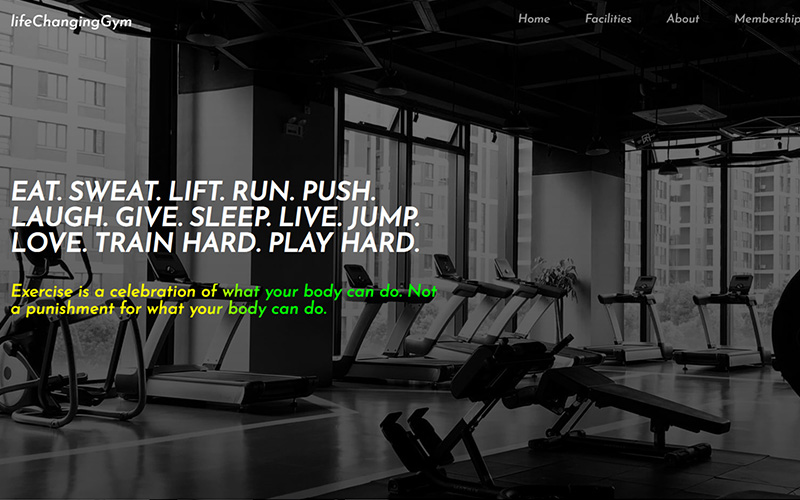 lifeChangingGym
Home Facilities About Membership
EAT. SWEAT. LIFT. RUN. PUSH.
LAUGH. GIVE. SLEEP. LIVE. JUMP.
LOVE. TRAIN HARD. PLAY HARD.
Exercise is a celebration of what your body can do. Not
a punishment for what your body can do.